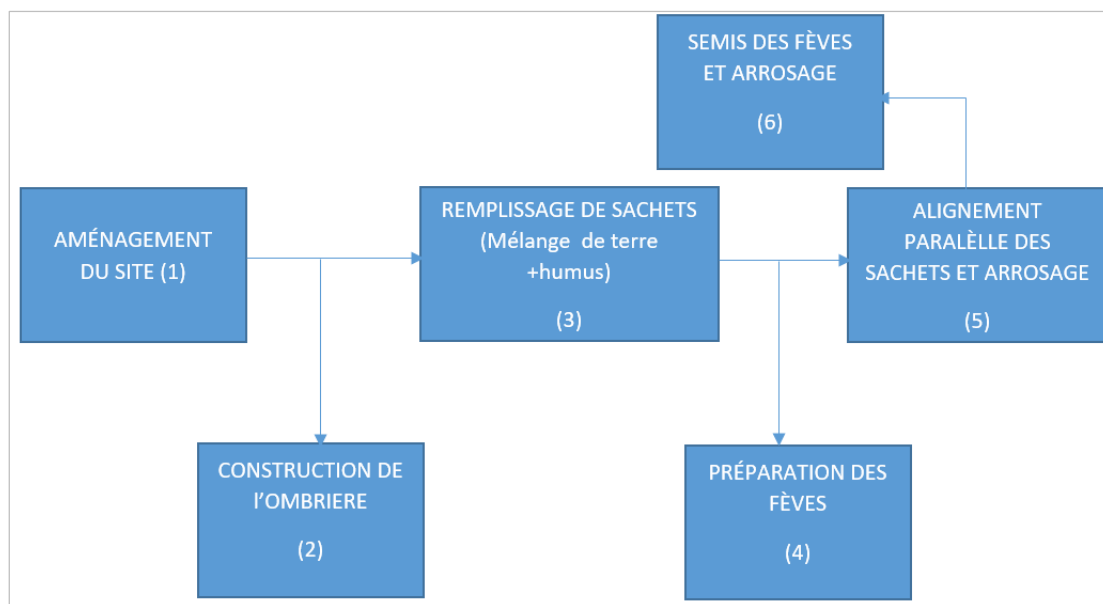 SEMIS DES FÈVES
ET ARROSAGE
(6)
AMÉNAGEMENT
DU SITE (1)
REMPLISSAGE DE SACHETS
(Mélange de terre
+humus)
(3)
ALIGNEMENT
PARALÈLLE DES
SACHETS ET ARROSAGE
(5)
CONSTRUCTION DE
l’OMBRIERE
(2)
PRÉPARATION DES
FÈVES
(4)